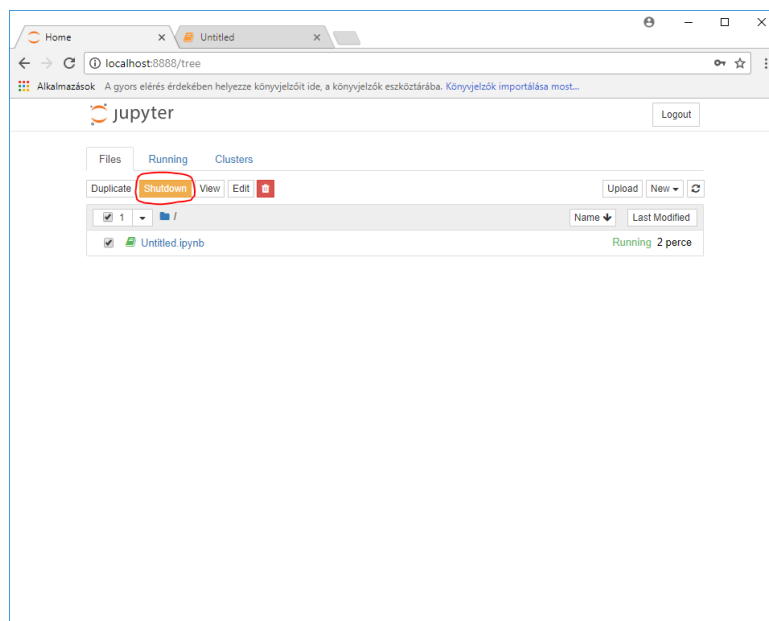 Home Untitled
localhost:8888/tree
Alkalmazások A gyors elérés érdekében helyezze könyvjelzőit ide, a könyvjelzők eszköztárába. Könyvjelzők importálása most...
jupyter Logout
Files Running Clusters
Duplicate Shutdown View Edit Upload New
1 / Name Last Modified
Untitled.ipynb Running 2 perce